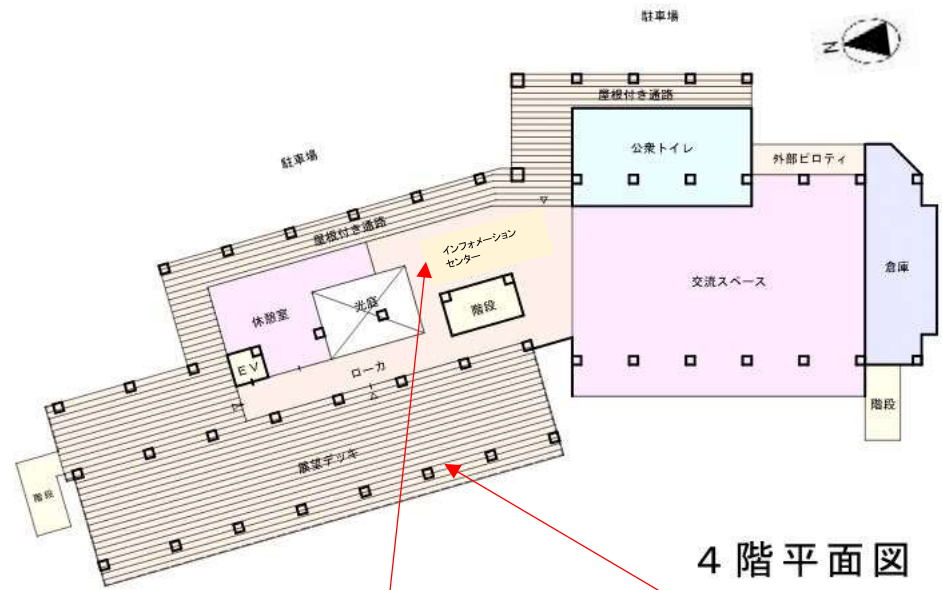 駐車場
N
屋根付き通路
公衆トイレ
外部ピロティ
駐車場
屋根付き通路
インフォメーション
センター
交流スペース
倉庫
休憩室
光庭
階段
EV
ローカ
階段
展望デッキ
階段
4階平面図